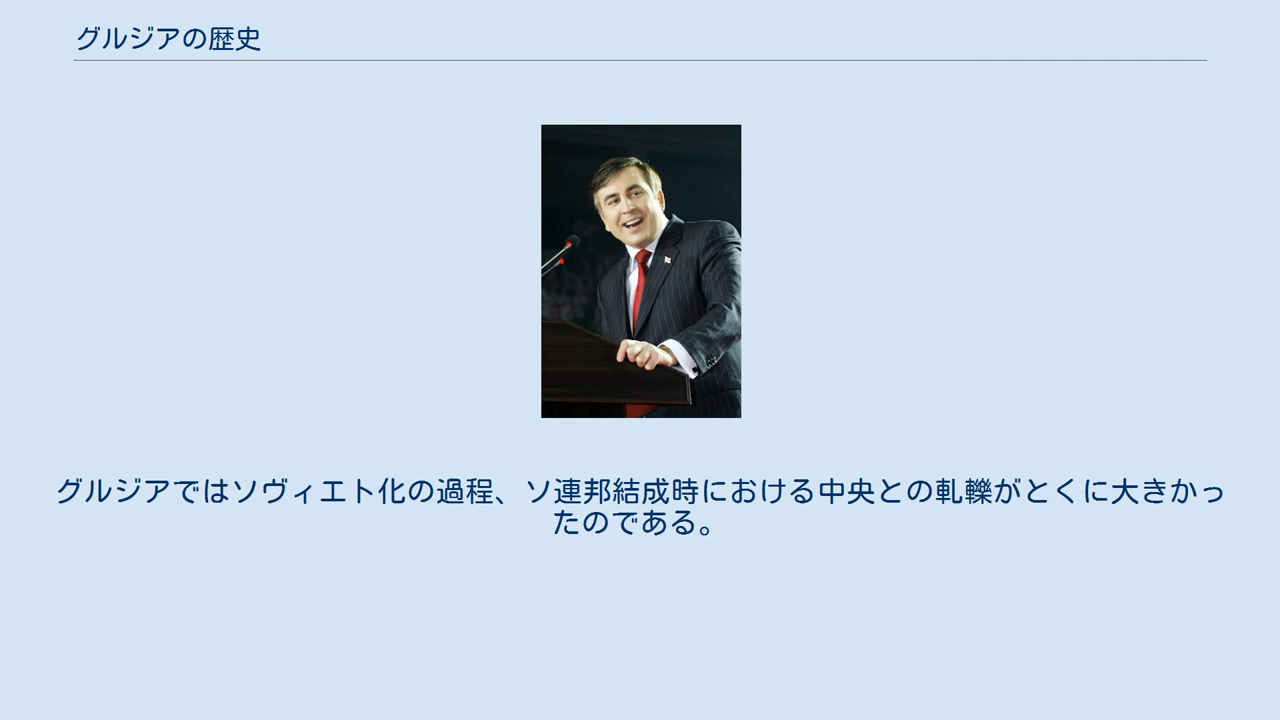 グルジアの歴史
グルジアではソヴィエト化の過程、ソ連邦結成時における中央との軋轢がとくに大きかっ
たのである。